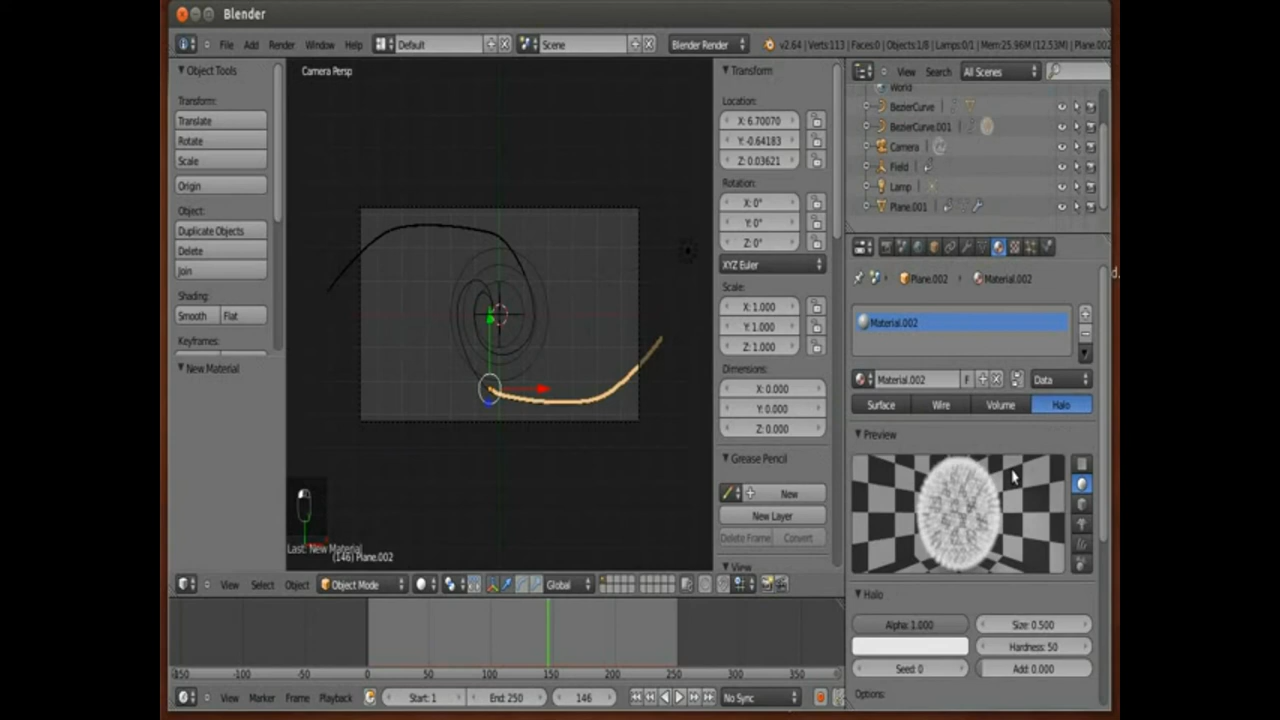 Blender
File Add Render Window Help Default Scene Blender Render v2.64 | Verts:113 | Faces:0 | Objects:1/8 | Lamps:0/1 | Mem:25.96M (12.53M) | Plane.002
Object Tools
Transform:
Translate
Rotate
Scale
Origin
Object:
Duplicate Objects
Delete
Join
Shading:
Smooth Flat
Keyframes:
New Material
Camera Persp
Last: New Material
(146) Plane.002
Transform
Location:
X: 6.70070
Y: -0.64183
Z: 0.03621
Rotation:
X: 0°
Y: 0°
Z: 0°
XYZ Euler
Scale:
X: 1.000
Y: 1.000
Z: 1.000
Dimensions:
X: 0.000
Y: 0.000
Z: 0.000
Grease Pencil
New
New Layer
Delete Frame Convert
View
View Search All Scenes
World
BezierCurve
BezierCurve.001
Camera
Field
Lamp
Plane.001
d.
Plane.002 Material.002
Material.002
Material.002 F Data
Surface Wire Volume Halo
Preview
Halo
Alpha: 1.000 Size: 0.500
Hardness: 50
Seed: 0 Add: 0.000
Options:
View Select Object Object Mode Global
-150 0 50 100 150 200 250 300 350
View Marker Frame Playback Start: 1 End: 250 146 No Sync